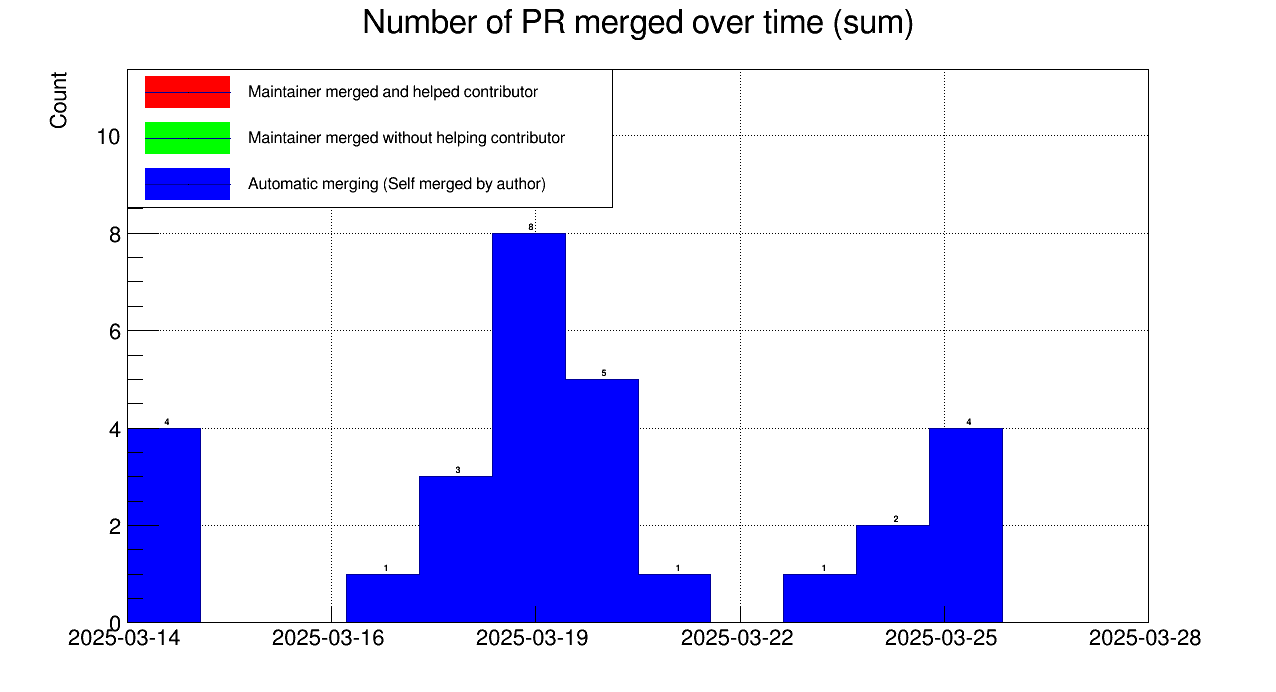 Number of PR merged over time (sum)
Count
Maintainer merged and helped contributor
Maintainer merged without helping contributor
Automatic merging (Self merged by author)
10
8
6
4
2
0
8
5
4
4
3
2
1
1
1
2025-03-14 2025-03-16 2025-03-19 2025-03-22 2025-03-25 2025-03-28